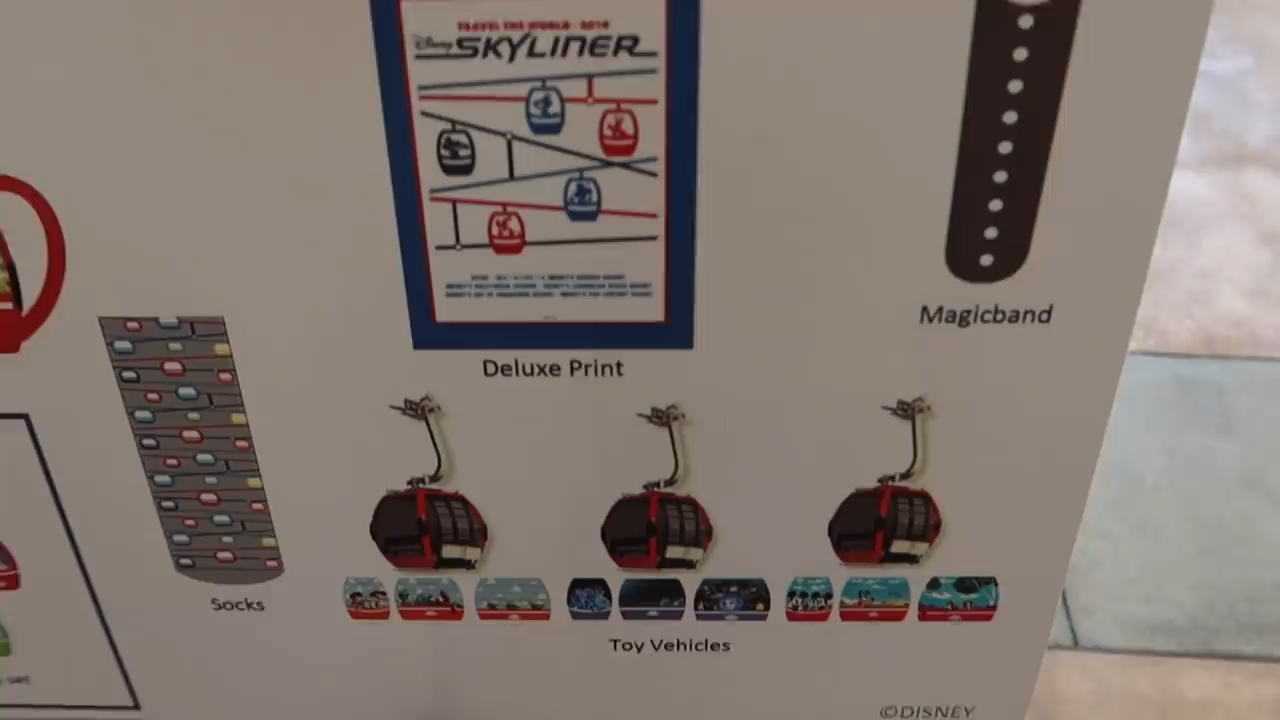 TRAVEL THE WORLD · 2019
Disney SKYLINER
Deluxe Print
Magicband
Socks
Toy Vehicles
©DISNEY